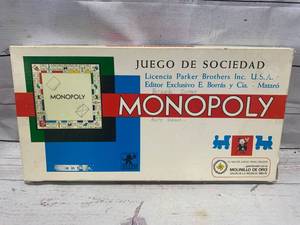 JUEGO DE SOCIEDAD
Licencia Parker Brothers Inc. U.S.A.
Editor Exclusivo E. Borrás y Cía. - Mataró
MONOPOLY
MONOPOLY
MOLINILLO DE ORO